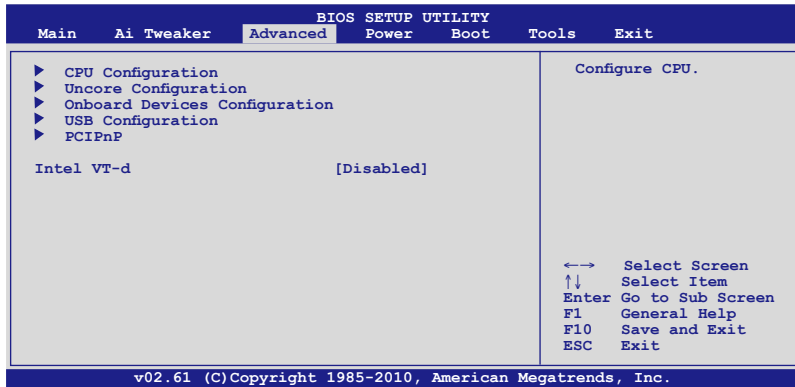 BIOS SETUP UTILITY
Main Ai Tweaker Advanced Power Boot Tools Exit
CPU Configuration
Uncore Configuration
Onboard Devices Configuration
USB Configuration
PCIPnP
Intel VT-d [Disabled]
Configure CPU.
←→ Select Screen
↑↓ Select Item
Enter Go to Sub Screen
F1 General Help
F10 Save and Exit
ESC Exit
v02.61 (C)Copyright 1985-2010, American Megatrends, Inc.